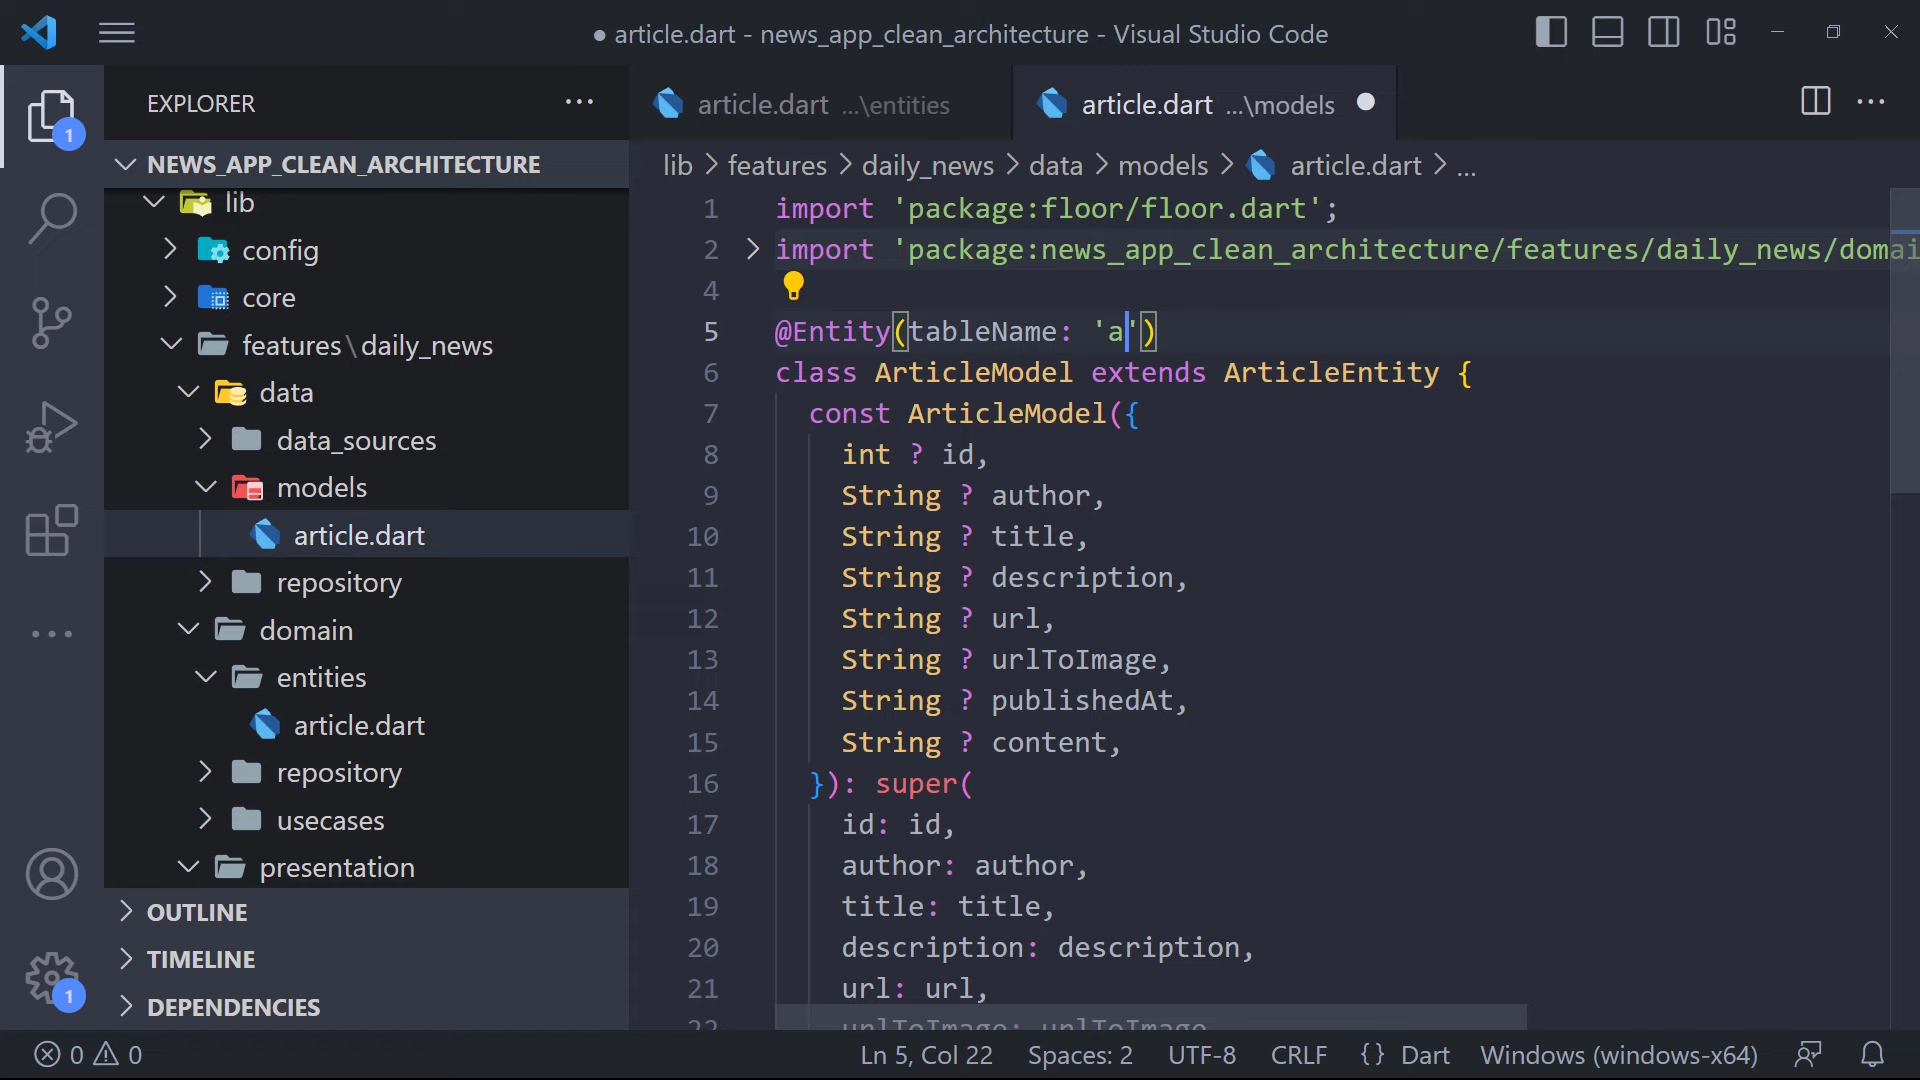 ● article.dart - news_app_clean_architecture - Visual Studio Code
1
1
EXPLORER
NEWS_APP_CLEAN_ARCHITECTURE
lib
config
core
features\daily_news
data
data_sources
models
article.dart
repository
domain
entities
article.dart
repository
usecases
presentation
OUTLINE
TIMELINE
DEPENDENCIES
article.dart ...\entities
article.dart ...\models ●
lib > features > daily_news > data > models > article.dart > ...
1 import 'package:floor/floor.dart';
2 > import 'package:news_app_clean_architecture/features/daily_news/domai
4
5 @Entity(tableName: 'a')
6 class ArticleModel extends ArticleEntity {
7 const ArticleModel({
8 int ? id,
9 String ? author,
10 String ? title,
11 String ? description,
12 String ? url,
13 String ? urlToImage,
14 String ? publishedAt,
15 String ? content,
16 }): super(
17 id: id,
18 author: author,
19 title: title,
20 description: description,
21 url: url,
22 urlToImage: urlToImage
0 0 Ln 5, Col 22 Spaces: 2 UTF-8 CRLF {} Dart Windows (windows-x64)